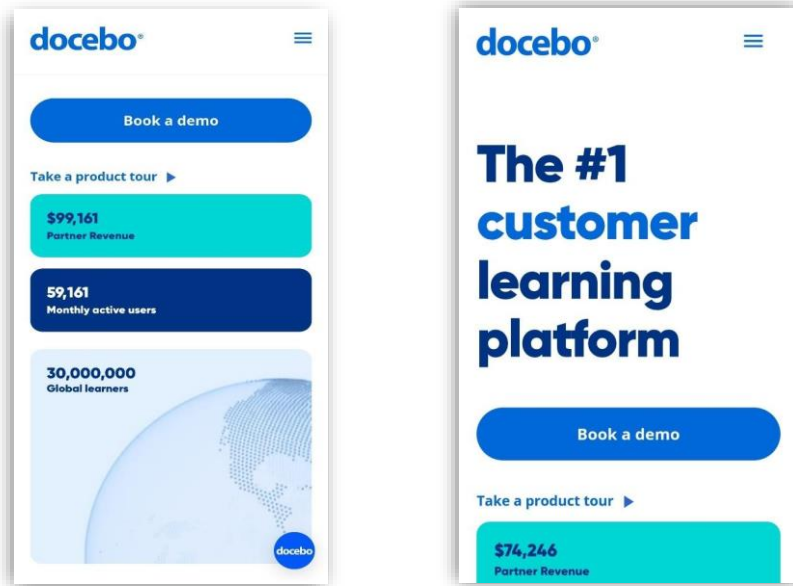 docebo®
Book a demo
Take a product tour
$99,161
Partner Revenue
59,161
Monthly active users
30,000,000
Global learners
docebo
docebo®
The #1
customer
learning
platform
Book a demo
Take a product tour
$74,246
Partner Revenue